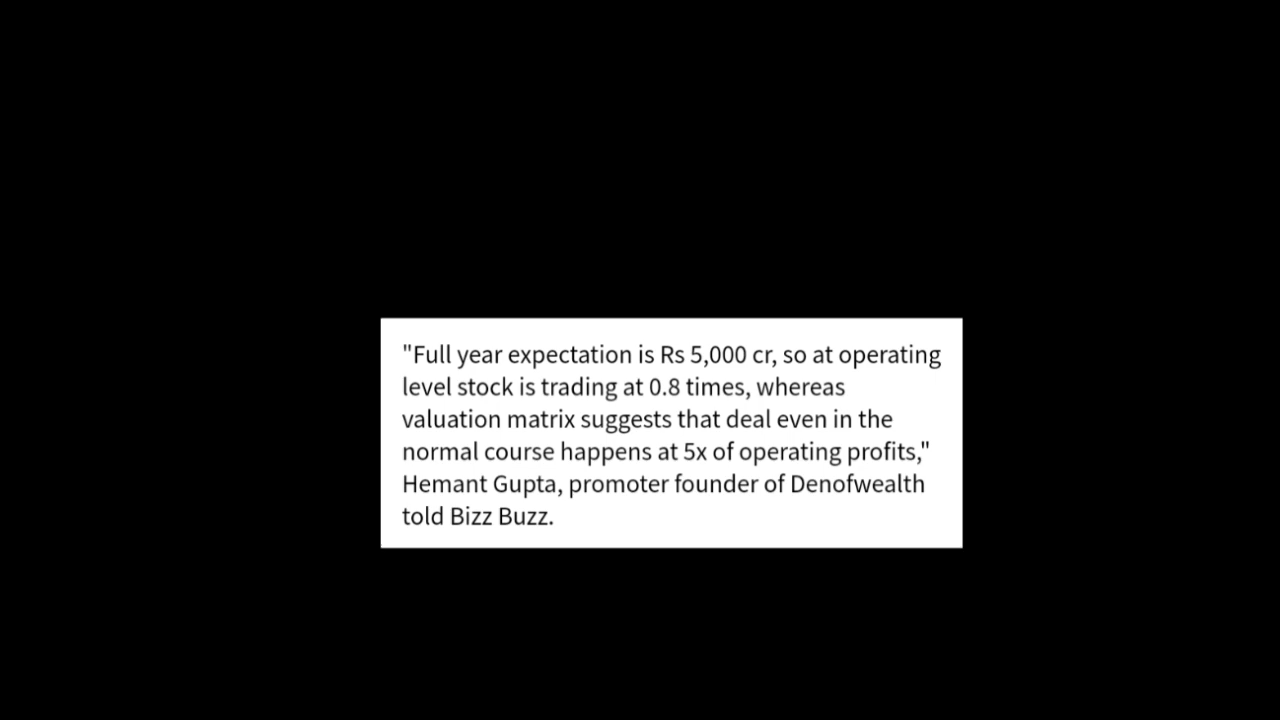 "Full year expectation is Rs 5,000 cr, so at operating
level stock is trading at 0.8 times, whereas
valuation matrix suggests that deal even in the
normal course happens at 5x of operating profits,"
Hemant Gupta, promoter founder of Denofwealth
told Bizz Buzz.